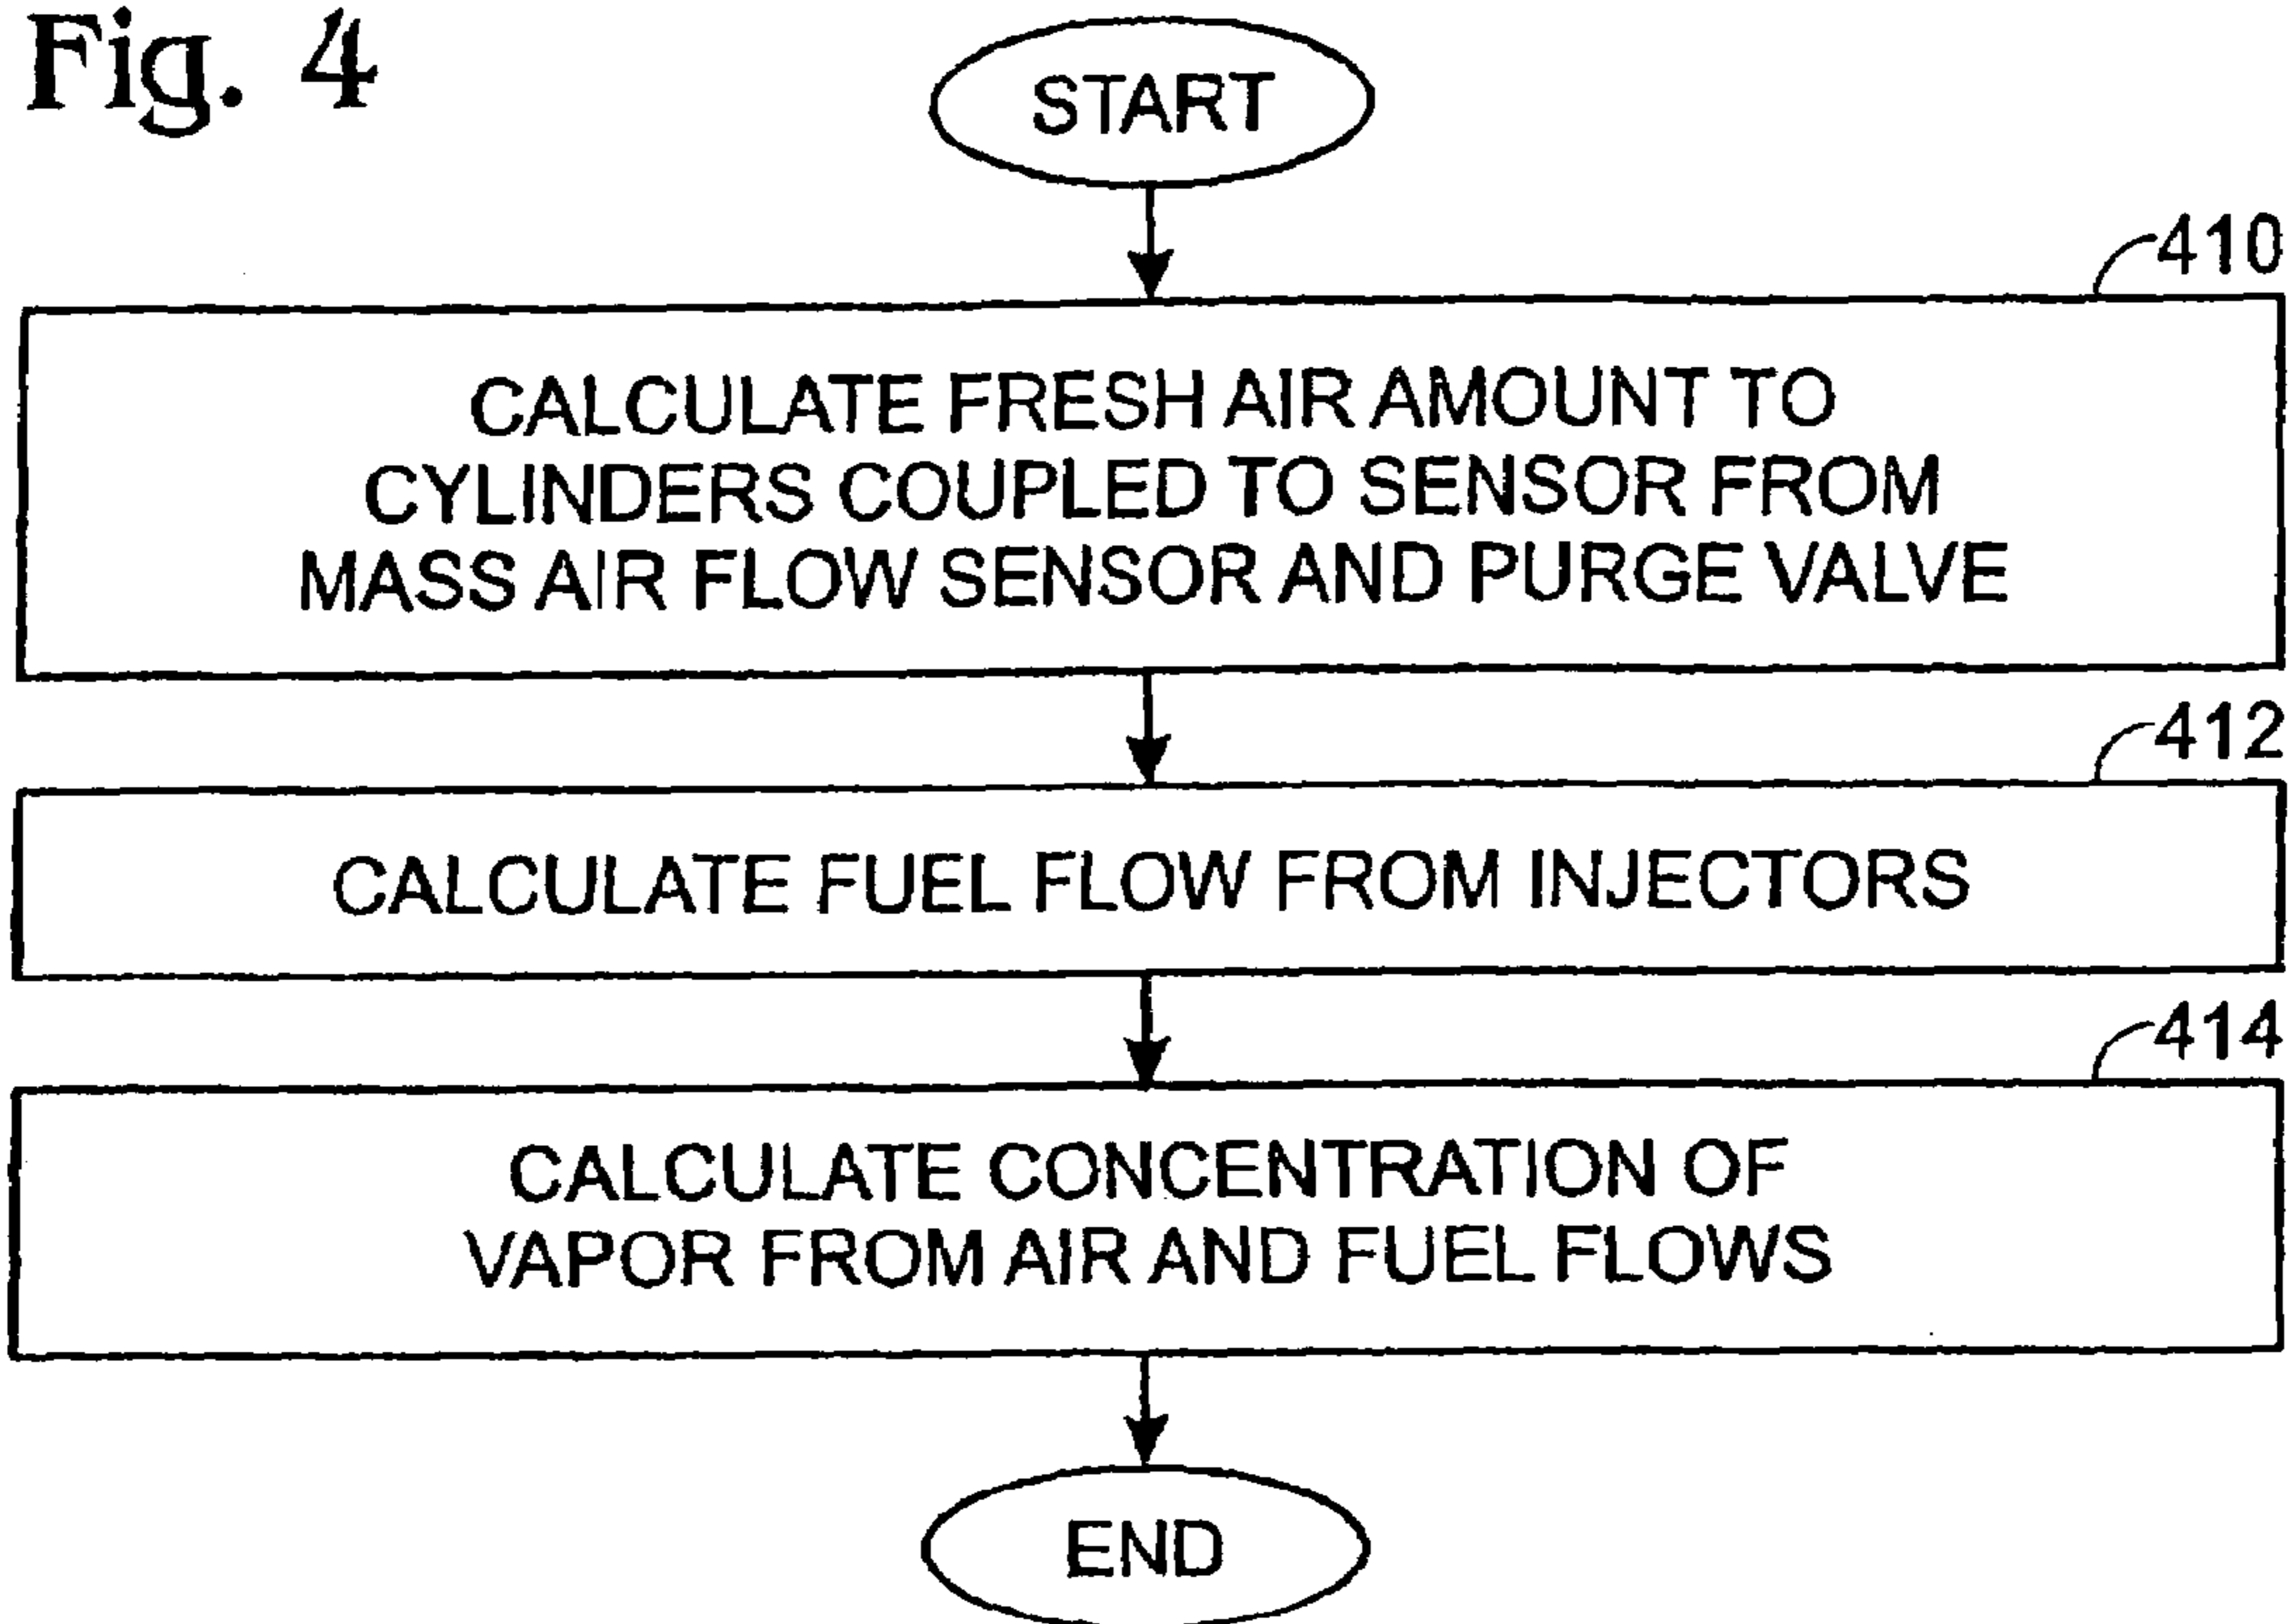 Fig. 4
START
410
CALCULATE FRESH AIR AMOUNT TO
CYLINDERS COUPLED TO SENSOR FROM
MASS AIR FLOW SENSOR AND PURGE VALVE
412
CALCULATE FUEL FLOW FROM INJECTORS
414
CALCULATE CONCENTRATION OF
VAPOR FROM AIR AND FUEL FLOWS
END